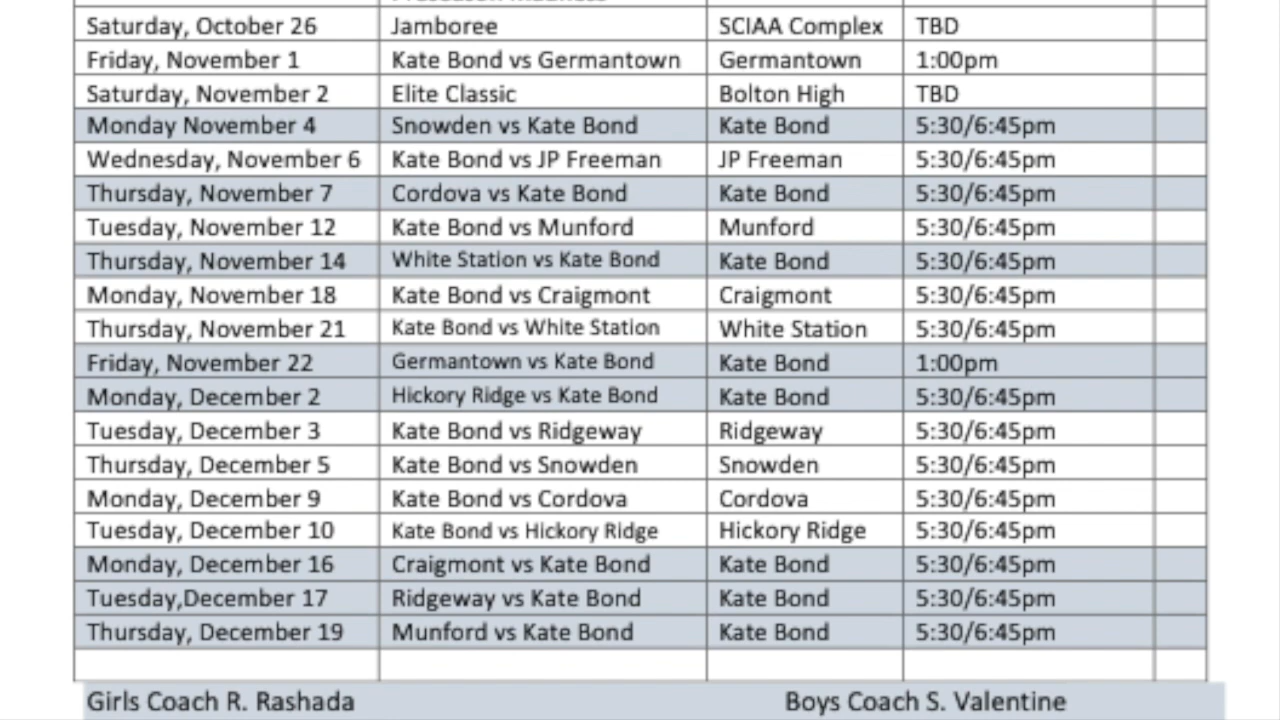 Saturday, October 26 Jamboree SCIAA Complex TBD
Friday, November 1 Kate Bond vs Germantown Germantown 1:00pm
Saturday, November 2 Elite Classic Bolton High TBD
Monday November 4 Snowden vs Kate Bond Kate Bond 5:30/6:45pm
Wednesday, November 6 Kate Bond vs JP Freeman JP Freeman 5:30/6:45pm
Thursday, November 7 Cordova vs Kate Bond Kate Bond 5:30/6:45pm
Tuesday, November 12 Kate Bond vs Munford Munford 5:30/6:45pm
Thursday, November 14 White Station vs Kate Bond Kate Bond 5:30/6:45pm
Monday, November 18 Kate Bond vs Craigmont Craigmont 5:30/6:45pm
Thursday, November 21 Kate Bond vs White Station White Station 5:30/6:45pm
Friday, November 22 Germantown vs Kate Bond Kate Bond 1:00pm
Monday, December 2 Hickory Ridge vs Kate Bond Kate Bond 5:30/6:45pm
Tuesday, December 3 Kate Bond vs Ridgeway Ridgeway 5:30/6:45pm
Thursday, December 5 Kate Bond vs Snowden Snowden 5:30/6:45pm
Monday, December 9 Kate Bond vs Cordova Cordova 5:30/6:45pm
Tuesday, December 10 Kate Bond vs Hickory Ridge Hickory Ridge 5:30/6:45pm
Monday, December 16 Craigmont vs Kate Bond Kate Bond 5:30/6:45pm
Tuesday,December 17 Ridgeway vs Kate Bond Kate Bond 5:30/6:45pm
Thursday, December 19 Munford vs Kate Bond Kate Bond 5:30/6:45pm
Girls Coach R. Rashada Boys Coach S. Valentine